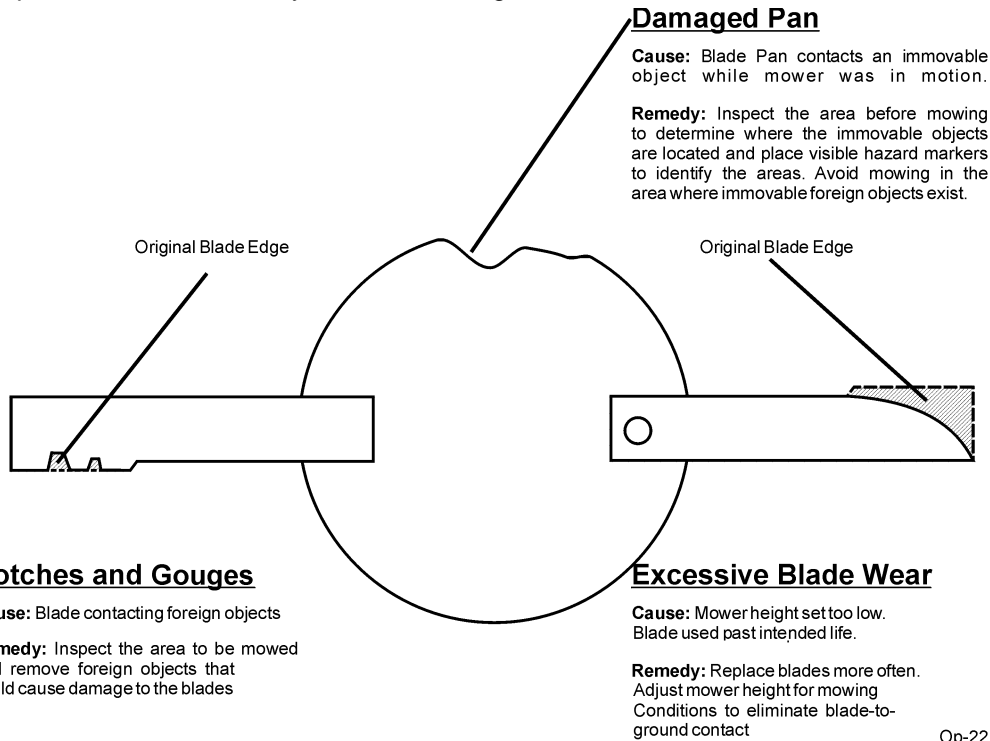 Damaged Pan
Cause: Blade Pan contacts an immovable
object while mower was in motion.
Remedy: Inspect the area before mowing
to determine where the immovable objects
are located and place visible hazard markers
to identify the areas. Avoid mowing in the
area where immovable foreign objects exist.
Original Blade Edge
Original Blade Edge
otches and Gouges
use: Blade contacting foreign objects
medy: Inspect the area to be mowed
remove foreign objects that
ld cause damage to the blades
Excessive Blade Wear
Cause: Mower height set too low.
Blade used past intended life.
Remedy: Replace blades more often.
Adjust mower height for mowing
Conditions to eliminate blade-to-
ground contact
Op-22